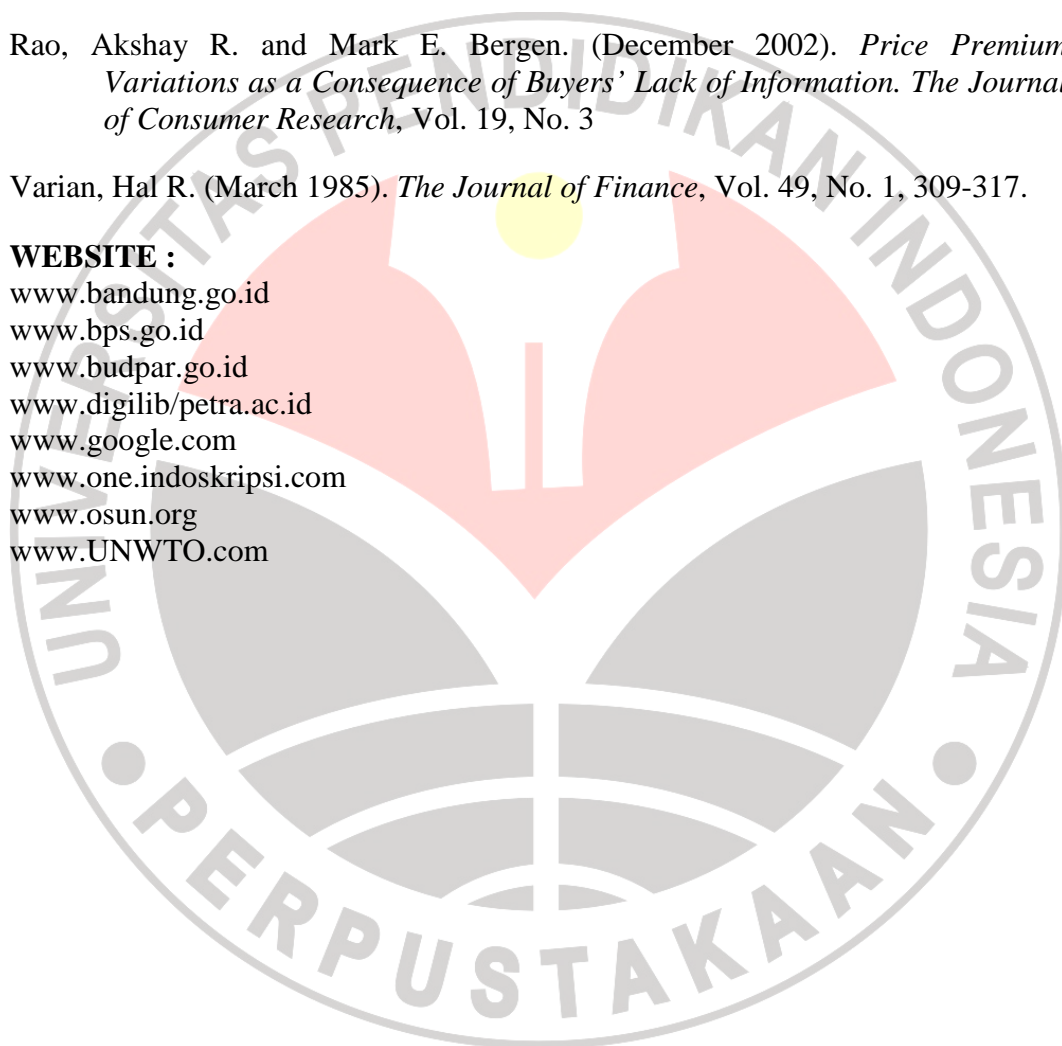 Rao, Akshay R. and Mark E. Bergen. (December 2002). Price Premium
Variations as a Consequence of Buyers’ Lack of Information. The Journal
of Consumer Research, Vol. 19, No. 3
Varian, Hal R. (March 1985). The Journal of Finance, Vol. 49, No. 1, 309-317.
WEBSITE :
www.bandung.go.id
www.bps.go.id
www.budpar.go.id
www.digilib/petra.ac.id
www.google.com
www.one.indoskripsi.com
www.osun.org
www.UNWTO.com
UNIVERSITAS PENDIDIKAN INDONESIA
PERPUSTAKAAN